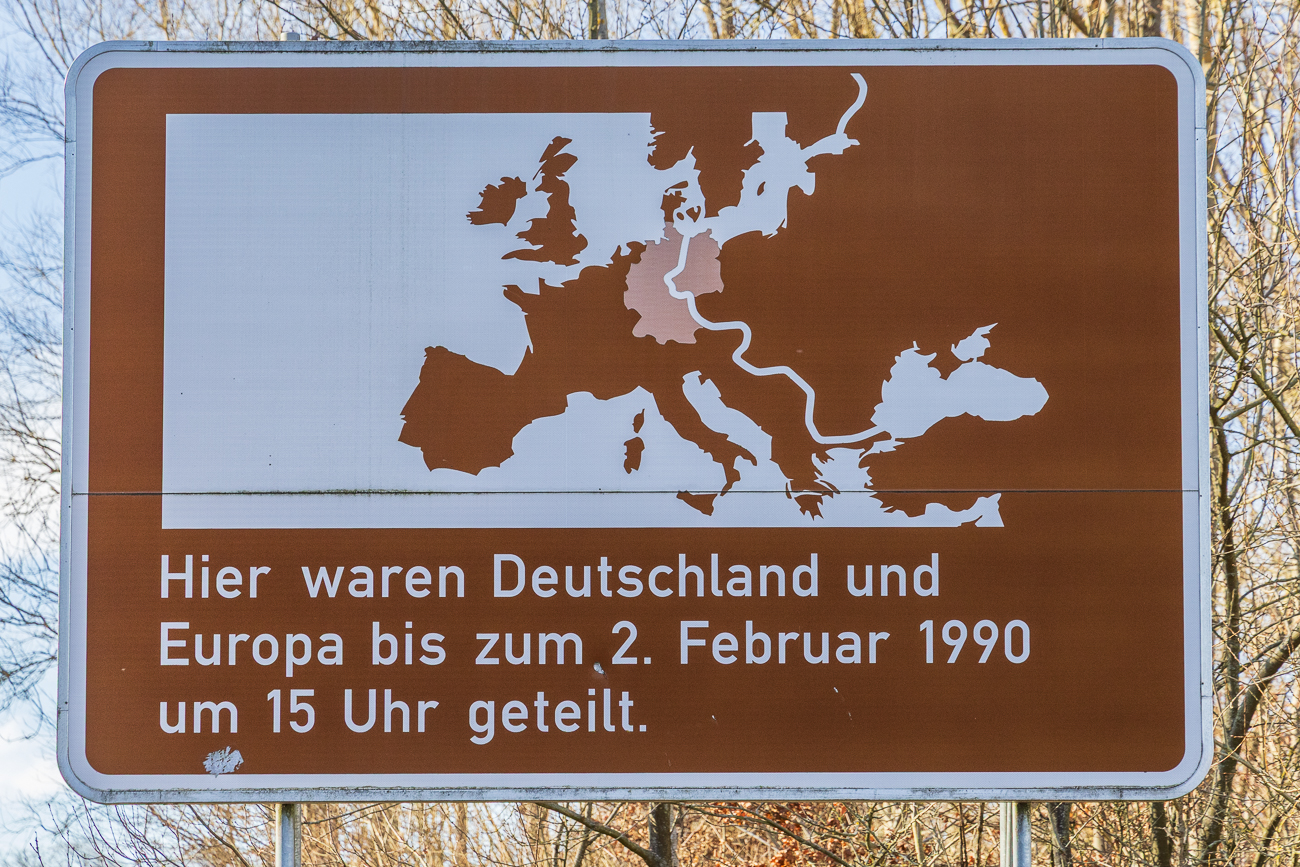 Hier waren Deutschland und
Europa bis zum 2. Februar 1990
um 15 Uhr geteilt.